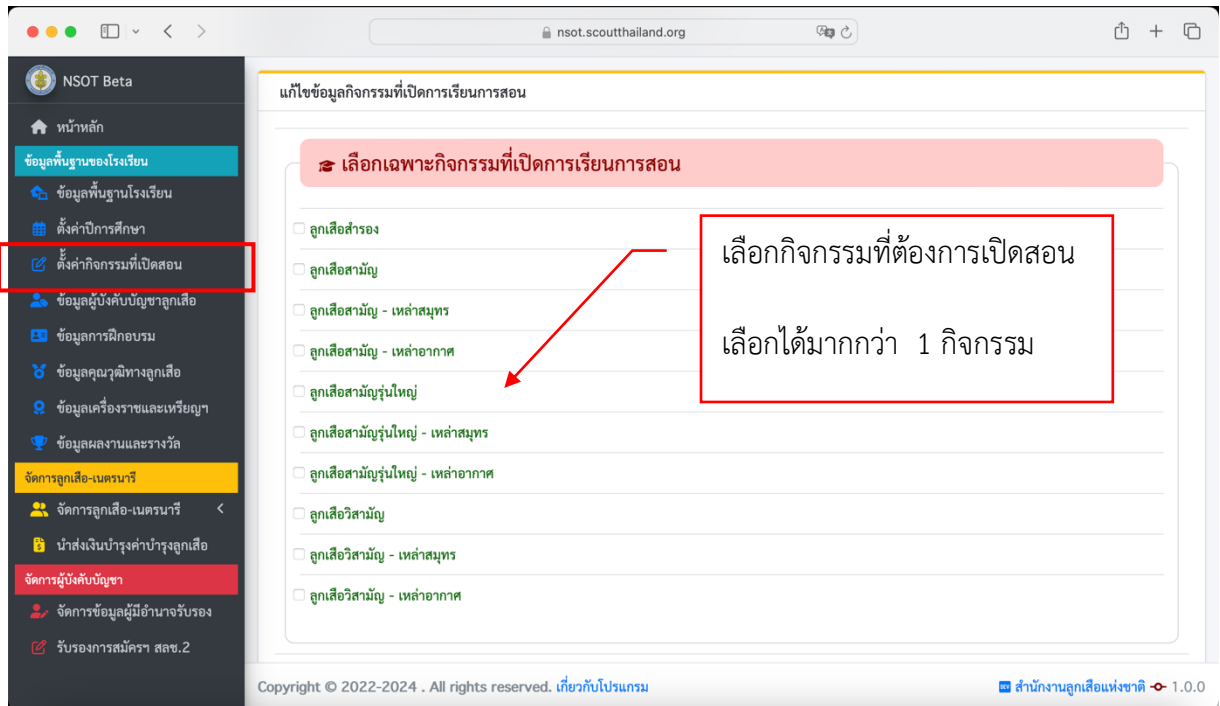 nsot.scoutthailand.org
NSOT Beta
หน้าหลัก
ข้อมูลพื้นฐานของโรงเรียน
ข้อมูลพื้นฐานโรงเรียน
ตั้งค่าปีการศึกษา
ตั้งค่ากิจกรรมที่เปิดสอน
ข้อมูลผู้บังคับบัญชาลูกเสือ
ข้อมูลการฝึกอบรม
ข้อมูลคุณวุฒิทางลูกเสือ
ข้อมูลเครื่องราชและเหรียญฯ
ข้อมูลผลงานและรางวัล
จัดการลูกเสือ-เนตรนารี
จัดการลูกเสือ-เนตรนารี
นำส่งเงินบำรุงค่าบำรุงลูกเสือ
จัดการผู้บังคับบัญชา
จัดการข้อมูลผู้มีอำนาจรับรอง
รับรองการสมัครฯ สลช.2
แก้ไขข้อมูลกิจกรรมที่เปิดการเรียนการสอน
เลือกเฉพาะกิจกรรมที่เปิดการเรียนการสอน
ลูกเสือสำรอง
ลูกเสือสามัญ
ลูกเสือสามัญ - เหล่าสมุทร
ลูกเสือสามัญ - เหล่าอากาศ
ลูกเสือสามัญรุ่นใหญ่
ลูกเสือสามัญรุ่นใหญ่ - เหล่าสมุทร
ลูกเสือสามัญรุ่นใหญ่ - เหล่าอากาศ
ลูกเสือวิสามัญ
ลูกเสือวิสามัญ - เหล่าสมุทร
ลูกเสือวิสามัญ - เหล่าอากาศ
เลือกกิจกรรมที่ต้องการเปิดสอน
เลือกได้มากกว่า 1 กิจกรรม
Copyright © 2022-2024 . All rights reserved. เกี่ยวกับโปรแกรม
สำนักงานลูกเสือแห่งชาติ 1.0.0